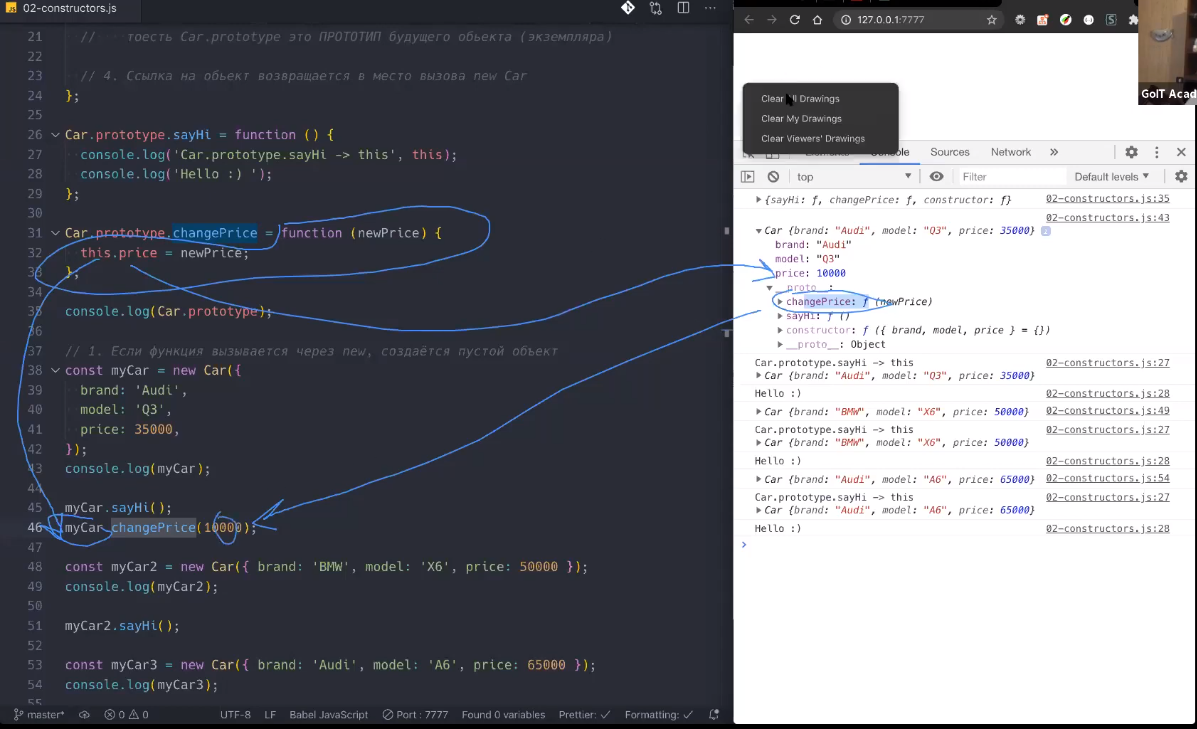 JS 02-constructors.js
21 // тоесть Car.prototype это ПРОТОТИП будущего объекта (экземпляра)
22
23 // 4. Ссылка на обьект возвращается в место вызова new Car
24 };
25
26 Car.prototype.sayHi = function () {
27 console.log('Car.prototype.sayHi -> this', this);
28 console.log('Hello :) ');
29 };
30
31 Car.prototype.changePrice = function (newPrice) {
32 this.price = newPrice;
33 };
34
35 console.log(Car.prototype);
36
37 // 1. Если функция вызывается через new, создаётся пустой объект
38 const myCar = new Car({
39 brand: 'Audi',
40 model: 'Q3',
41 price: 35000,
42 });
43 console.log(myCar);
44
45 myCar.sayHi();
46 myCar.changePrice(10000);
47
48 const myCar2 = new Car({ brand: 'BMW', model: 'X6', price: 50000 });
49 console.log(myCar2);
50
51 myCar2.sayHi();
52
53 const myCar3 = new Car({ brand: 'Audi', model: 'A6', price: 65000 });
54 console.log(myCar3);
55
master* 0 0 UTF-8 LF Babel JavaScript Port : 7777 Found 0 variables Prettier: Formatting:
127.0.0.1:7777
GoIT Acad
Clear All Drawings
Clear My Drawings
Clear Viewers' Drawings
Elements Console Sources Network »
top Filter Default levels
{sayHi: ƒ, changePrice: ƒ, constructor: ƒ} 02-constructors.js:35
02-constructors.js:43
Car {brand: "Audi", model: "Q3", price: 35000}
brand: "Audi"
model: "Q3"
price: 10000
__proto__:
changePrice: ƒ (newPrice)
sayHi: ƒ ()
constructor: ƒ ({ brand, model, price } = {})
__proto__: Object
Car.prototype.sayHi -> this 02-constructors.js:27
Car {brand: "Audi", model: "Q3", price: 35000}
Hello :) 02-constructors.js:28
Car {brand: "BMW", model: "X6", price: 50000} 02-constructors.js:49
Car.prototype.sayHi -> this 02-constructors.js:27
Car {brand: "BMW", model: "X6", price: 50000}
Hello :) 02-constructors.js:28
Car {brand: "Audi", model: "A6", price: 65000} 02-constructors.js:54
Car.prototype.sayHi -> this 02-constructors.js:27
Car {brand: "Audi", model: "A6", price: 65000}
Hello :) 02-constructors.js:28